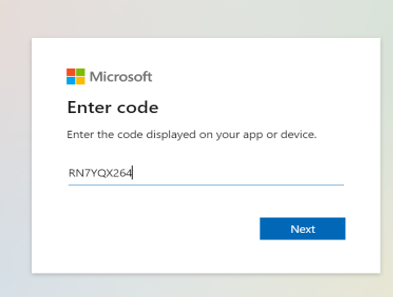 Microsoft
Enter code
Enter the code displayed on your app or device.
RN7YQX264
Next